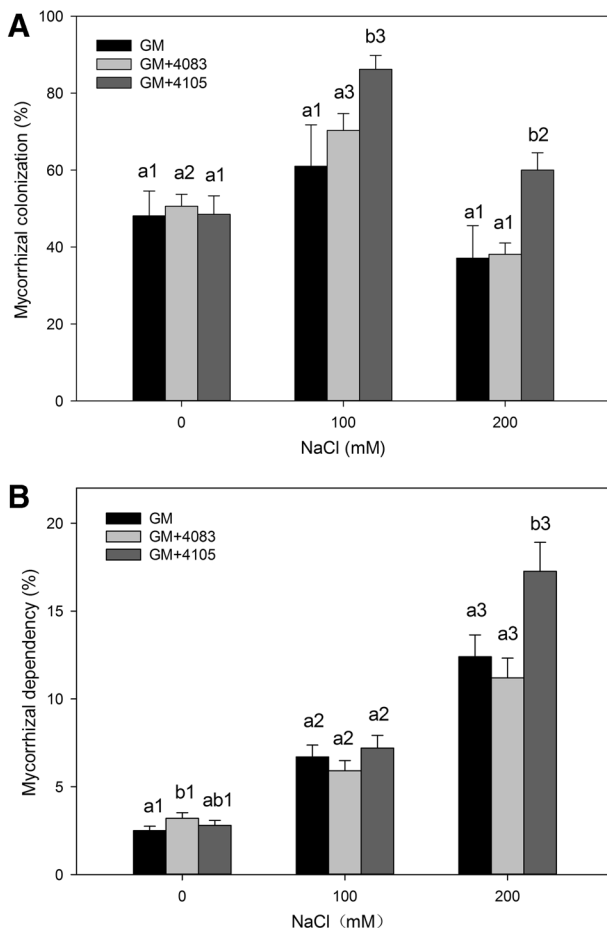 A
100
80
60
40
20
0
Mycorrhizal colonization (%)
GM
GM+4083
GM+4105
a1 a2 a1
a1 a3 b3
a1 a1 b2
0 100 200
NaCl (mM)
B
20
15
10
5
0
Mycorrhizal dependency (%)
GM
GM+4083
GM+4105
a1 b1 ab1
a2 a2 a2
a3 a3 b3
0 100 200
NaCl（mM）